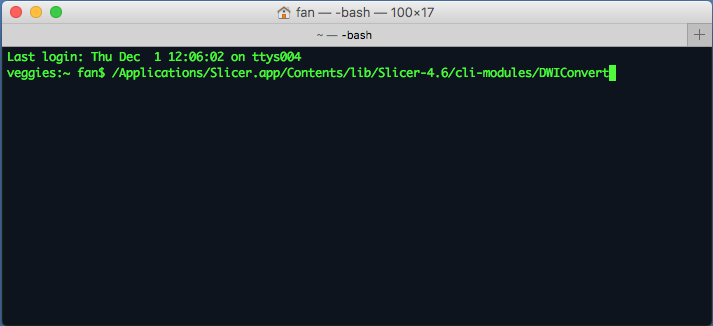 fan — -bash — 100×17
~ — -bash
Last login: Thu Dec  1 12:06:02 on ttys004
veggies:~ fan$ /Applications/Slicer.app/Contents/lib/Slicer-4.6/cli-modules/DWIConvert